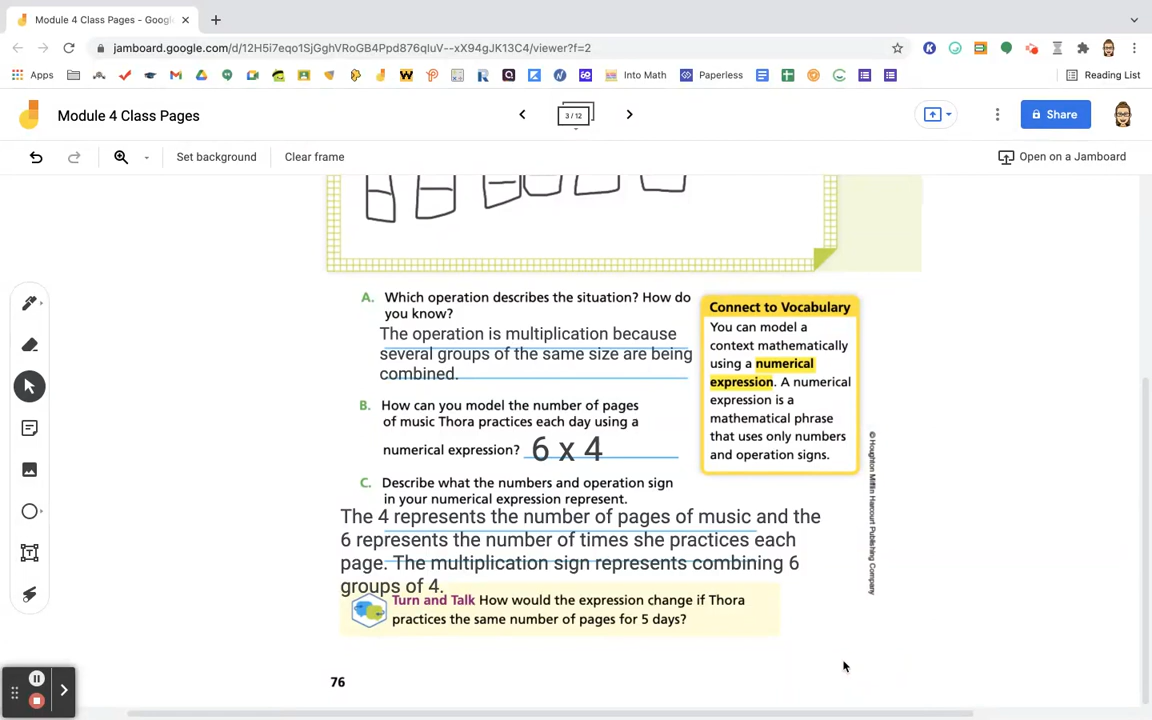 Module 4 Class Pages - Google
jamboard.google.com/d/12H5i7eqo1SjGghVRoGB4Ppd876qluV--xX94gJK13C4/viewer?f=2
Apps
Into Math
Paperless
Reading List
Module 4 Class Pages
3 / 12
Share
Set background
Clear frame
Open on a Jamboard
A. Which operation describes the situation? How do
you know?
The operation is multiplication because
several groups of the same size are being
combined.
B. How can you model the number of pages
of music Thora practices each day using a
numerical expression? 6 x 4
C. Describe what the numbers and operation sign
in your numerical expression represent.
The 4 represents the number of pages of music and the
6 represents the number of times she practices each
page. The multiplication sign represents combining 6
groups of 4.
Turn and Talk How would the expression change if Thora
practices the same number of pages for 5 days?
76
Connect to Vocabulary
You can model a
context mathematically
using a numerical
expression. A numerical
expression is a
mathematical phrase
that uses only numbers
and operation signs.
© Houghton Mifflin Harcourt Publishing Company